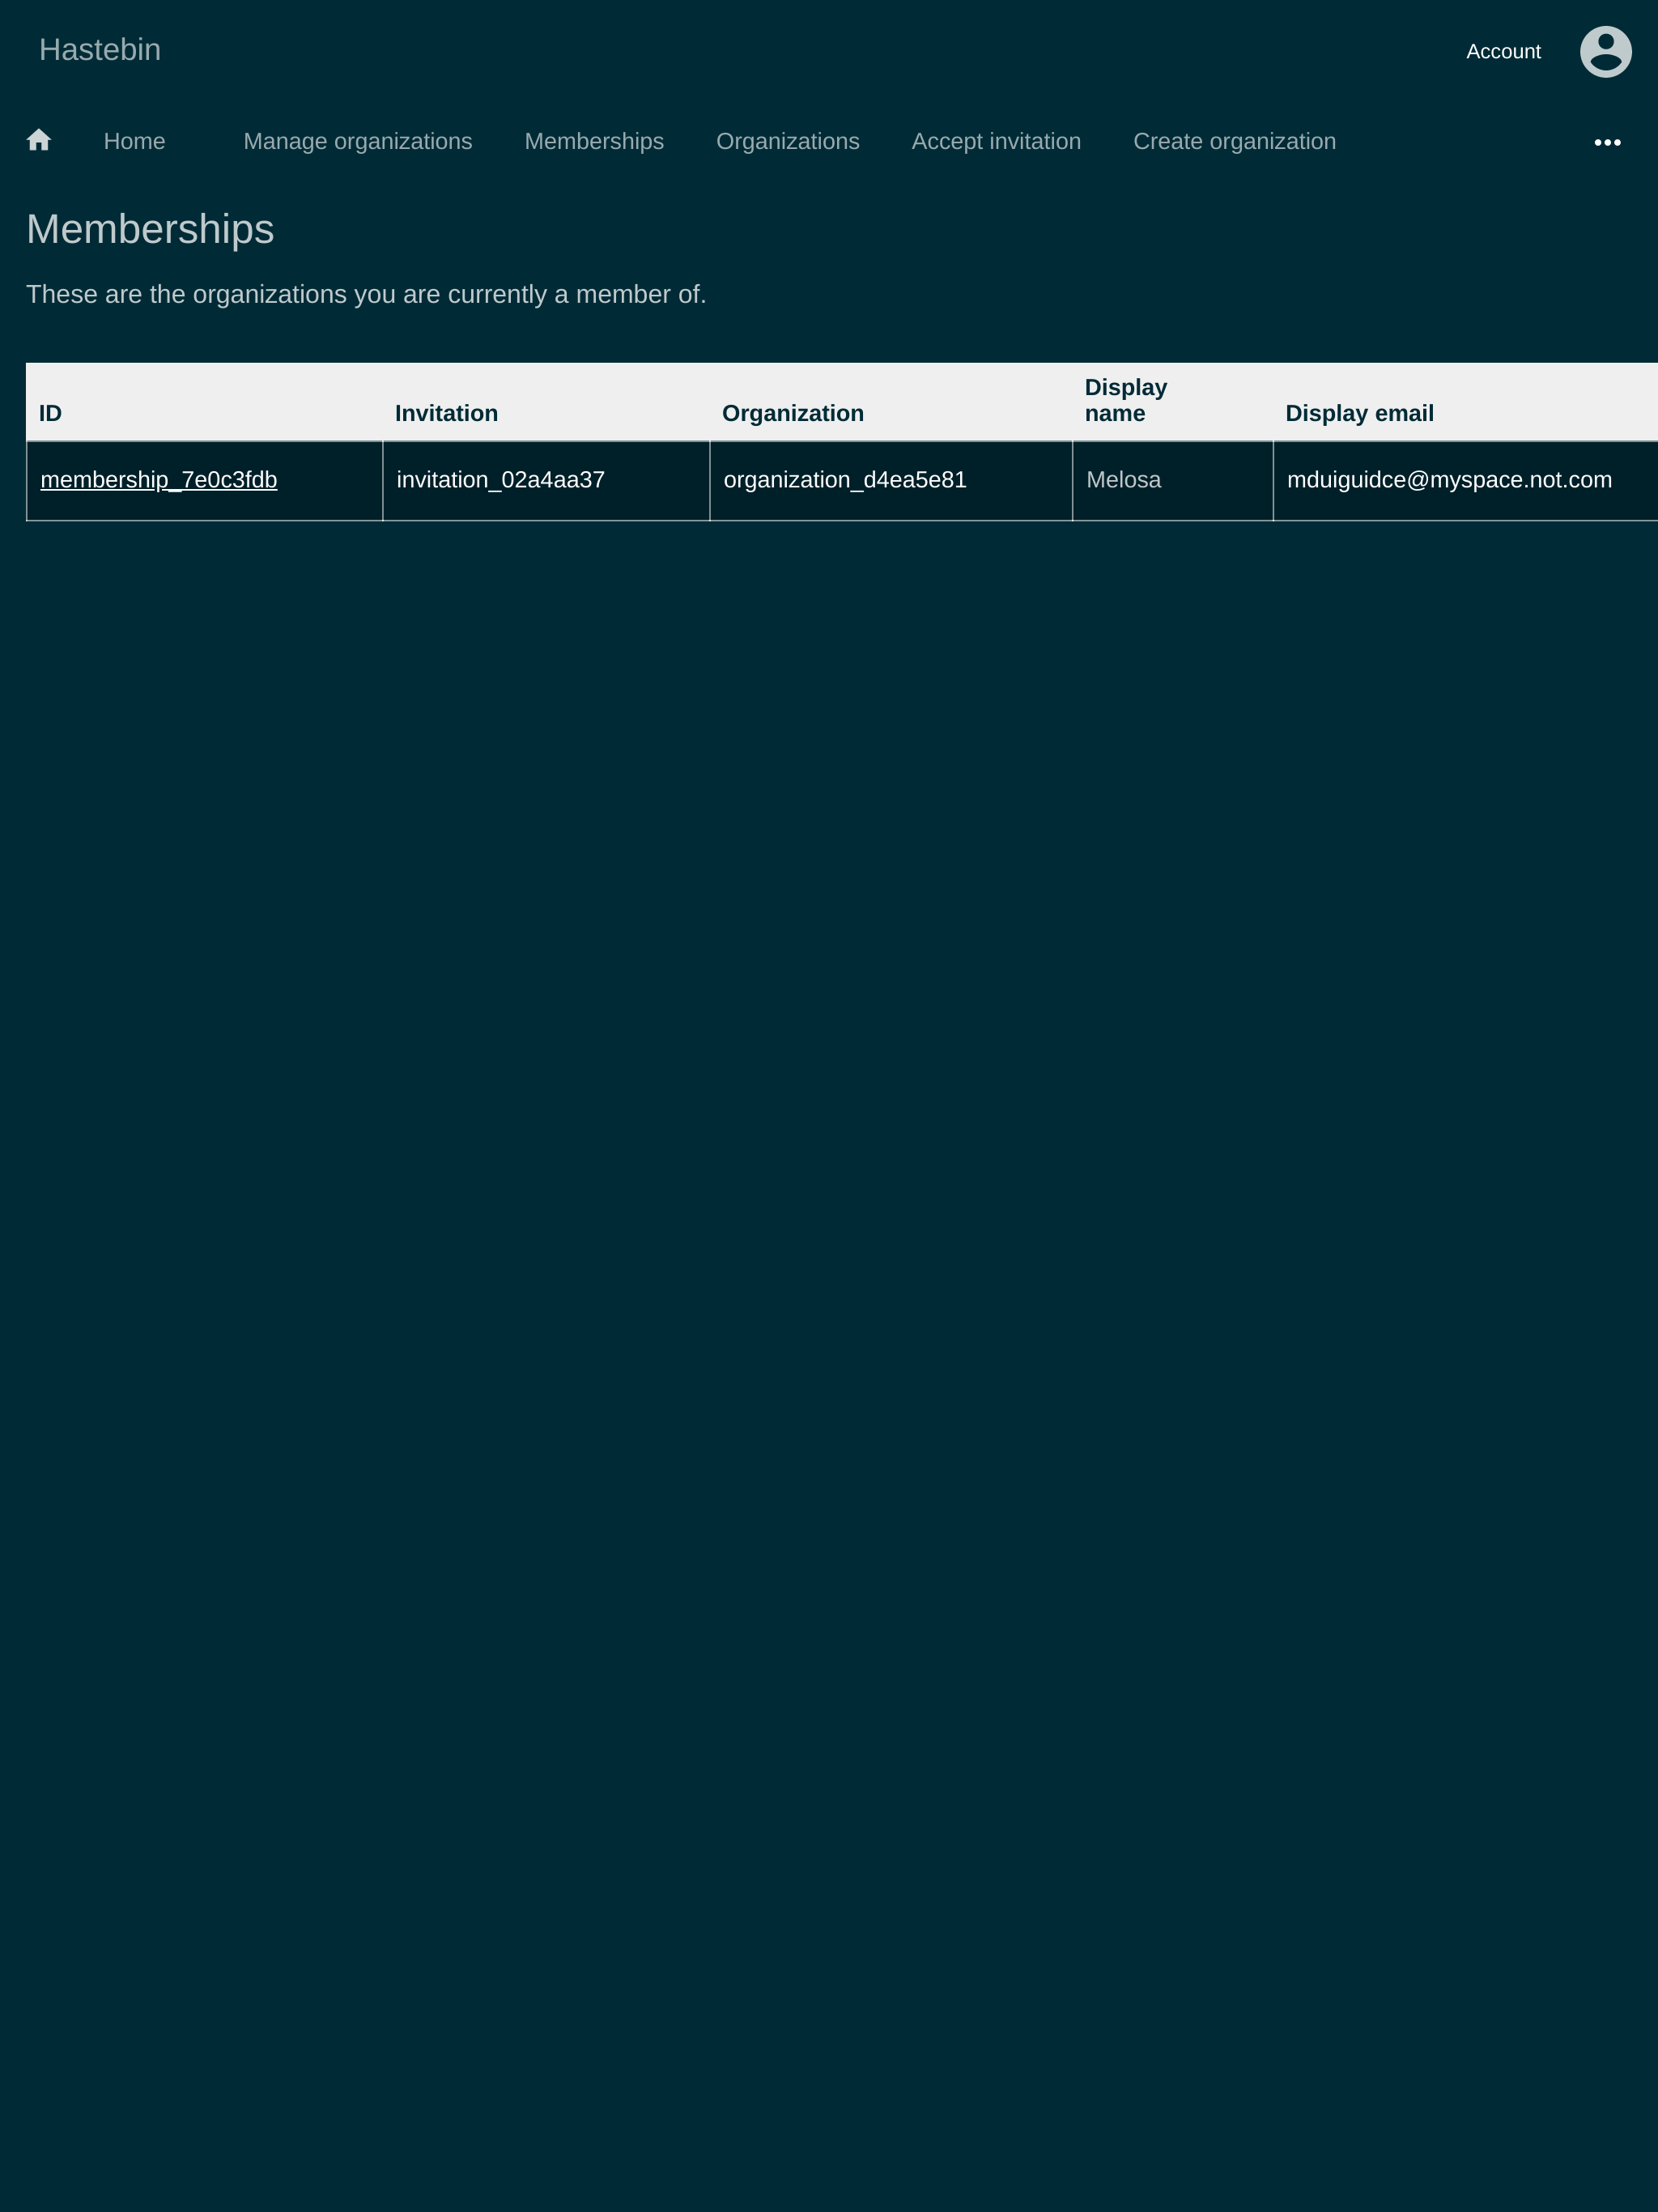 Hastebin
Account
Home Manage organizations Memberships Organizations Accept invitation Create organization
Memberships
These are the organizations you are currently a member of.
ID Invitation Organization Display name Display email
membership_7e0c3fdb invitation_02a4aa37 organization_d4ea5e81 Melosa mduiguidce@myspace.not.com